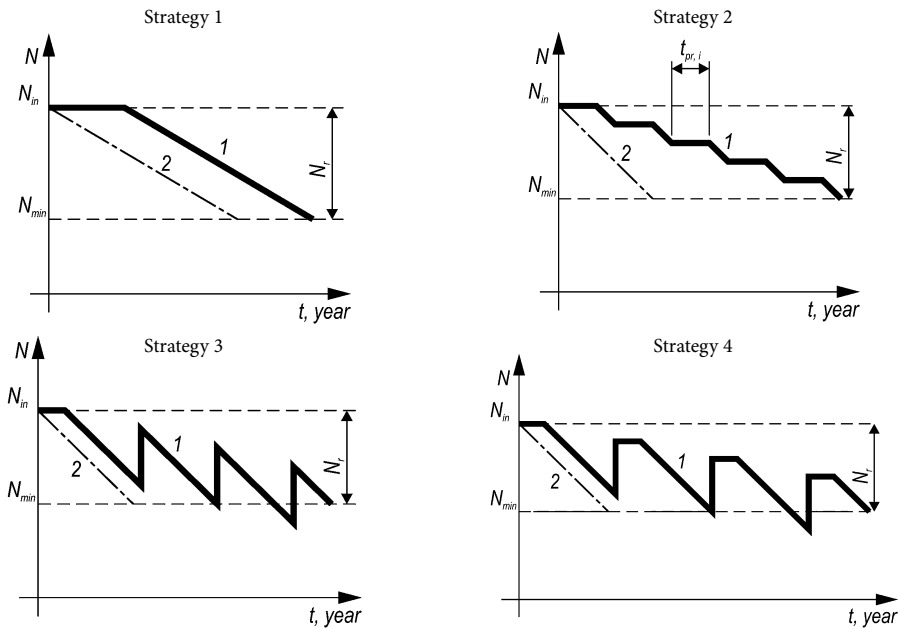 Strategy 1
N
N_in
1
2
N_r
N_min
t, year
Strategy 2
N
t_pr, i
N_in
1
2
N_r
N_min
t, year
Strategy 3
N
N_in
1
2
N_r
N_min
t, year
Strategy 4
N
N_in
1
2
N_r
N_min
t, year